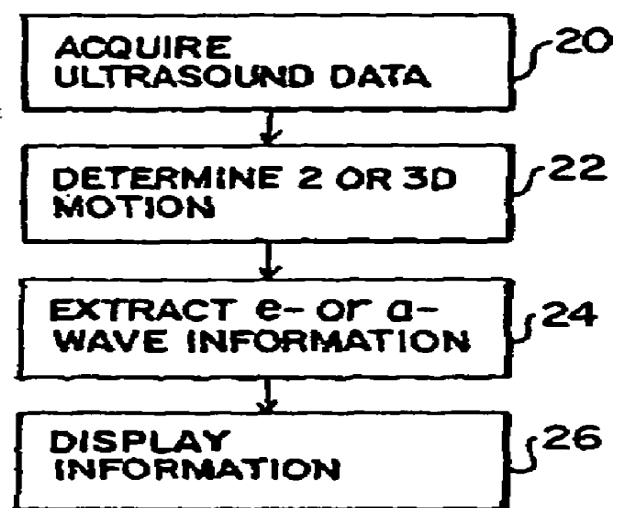 ACQUIRE
ULTRASOUND DATA
20
DETERMINE 2 OR 3D
MOTION
22
EXTRACT e- or a-
WAVE INFORMATION
24
DISPLAY
INFORMATION
26